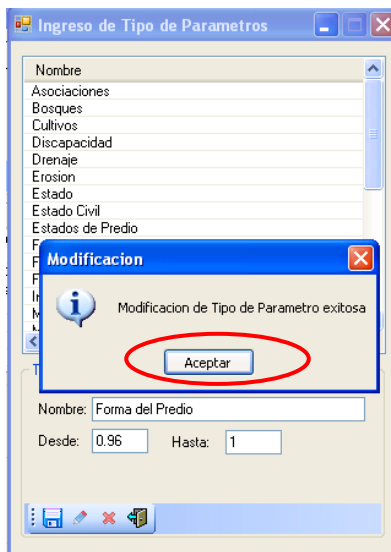 Ingreso de Tipo de Parametros
Nombre
Asociaciones
Bosques
Cultivos
Discapacidad
Drenaje
Erosion
Estado
Estado Civil
Estados de Predio
Modificacion
Modificacion de Tipo de Parametro exitosa
Aceptar
Nombre: Forma del Predio
Desde: 0.96 Hasta: 1